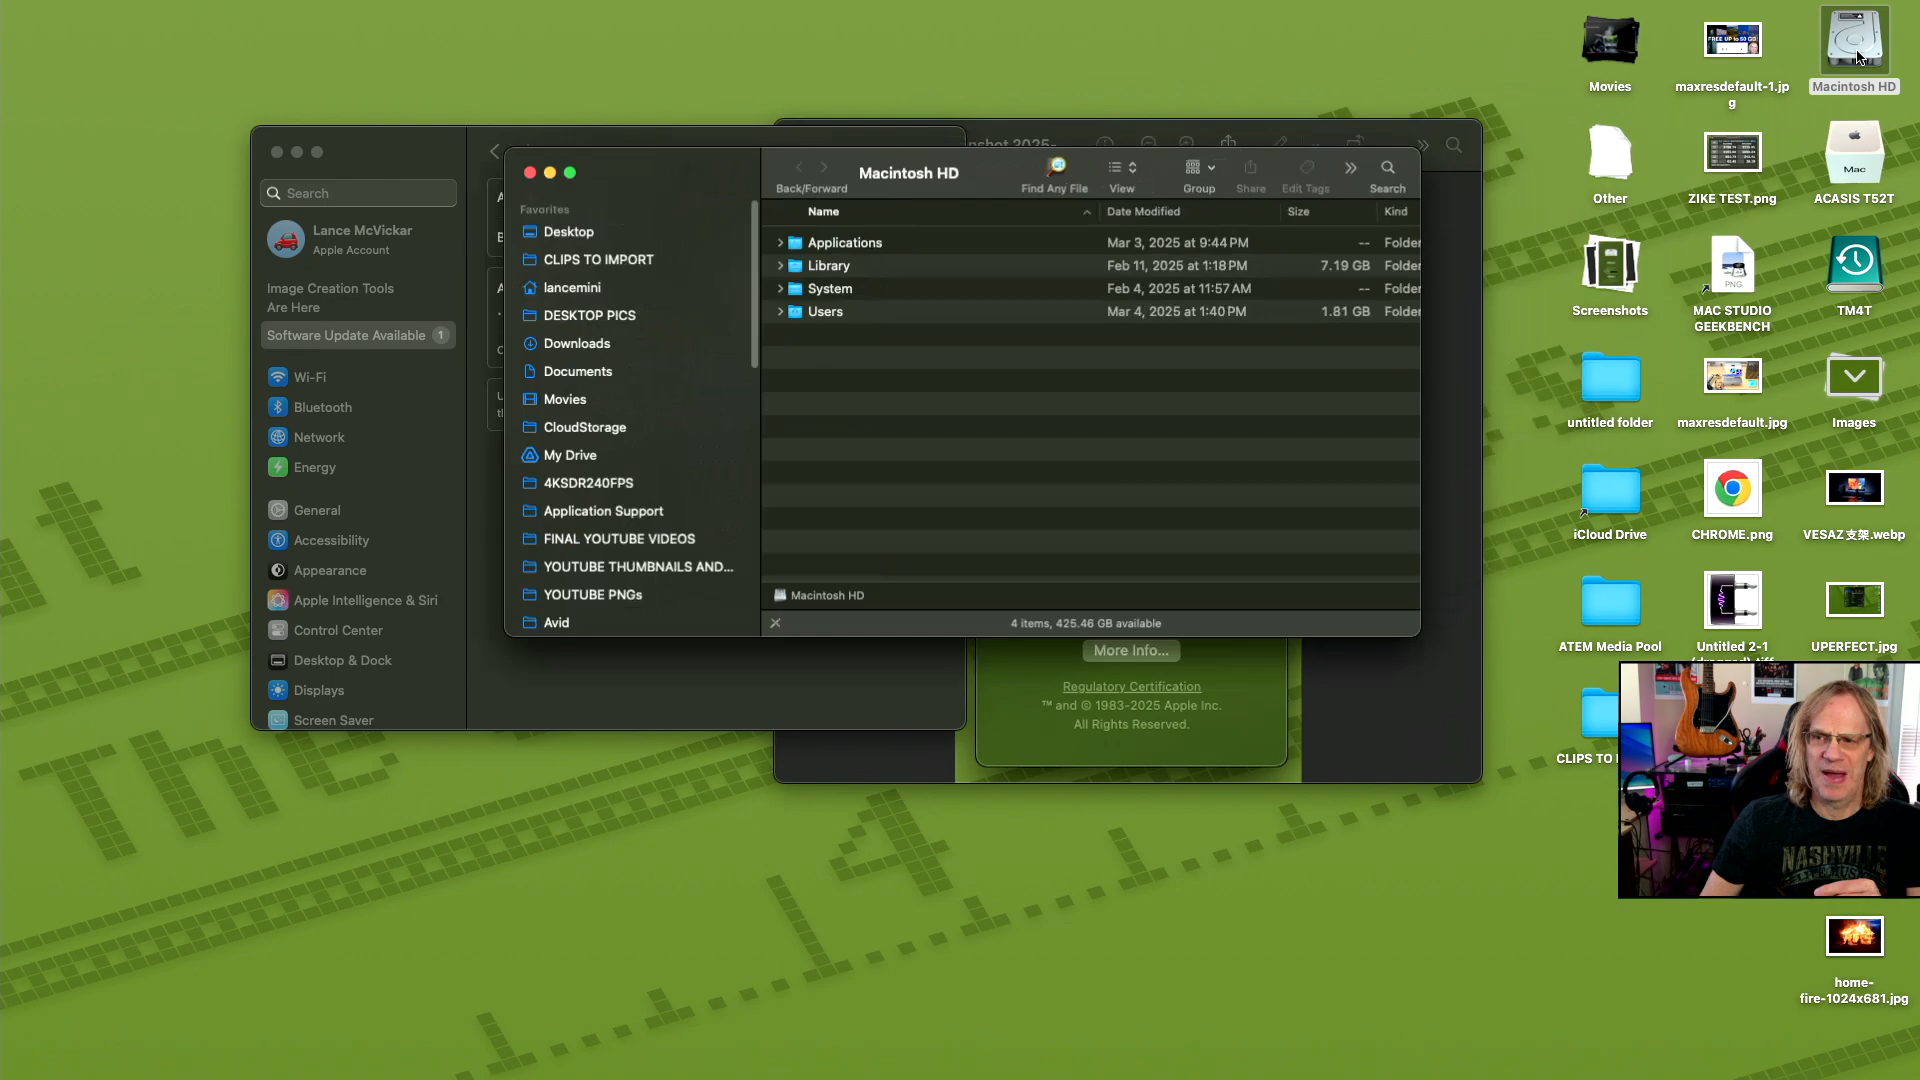 Search
Lance McVickar
Apple Account
Image Creation Tools
Are Here
Software Update Available 1
Wi-Fi
Bluetooth
Network
Energy
General
Accessibility
Appearance
Apple Intelligence & Siri
Control Center
Desktop & Dock
Displays
Screen Saver
Macintosh HD
Back/Forward
Find Any File
View
Group
Share
Edit Tags
Search
Favorites
Desktop
CLIPS TO IMPORT
lancemini
DESKTOP PICS
Downloads
Documents
Movies
CloudStorage
My Drive
4KSDR240FPS
Application Support
FINAL YOUTUBE VIDEOS
YOUTUBE THUMBNAILS AND...
YOUTUBE PNGs
Avid
Name Date Modified Size Kind
Applications Mar 3, 2025 at 9:44 PM -- Folder
Library Feb 11, 2025 at 1:18 PM 7.19 GB Folder
System Feb 4, 2025 at 11:57 AM -- Folder
Users Mar 4, 2025 at 1:40 PM 1.81 GB Folder
Macintosh HD
4 items, 425.46 GB available
More Info...
Regulatory Certification
™ and © 1983-2025 Apple Inc.
All Rights Reserved.
Movies
maxresdefault-1.jp
g
Macintosh HD
Other
ZIKE TEST.png
Mac
ACASIS T52T
Screenshots
PNG
MAC STUDIO
GEEKBENCH
TM4T
untitled folder
maxresdefault.jpg
Images
iCloud Drive
CHROME.png
VESAZ支架.webp
ATEM Media Pool
Untitled 2-1
UPERFECT.jpg
CLIPS TO
NASHVILLE
home-
fire-1024x681.jpg